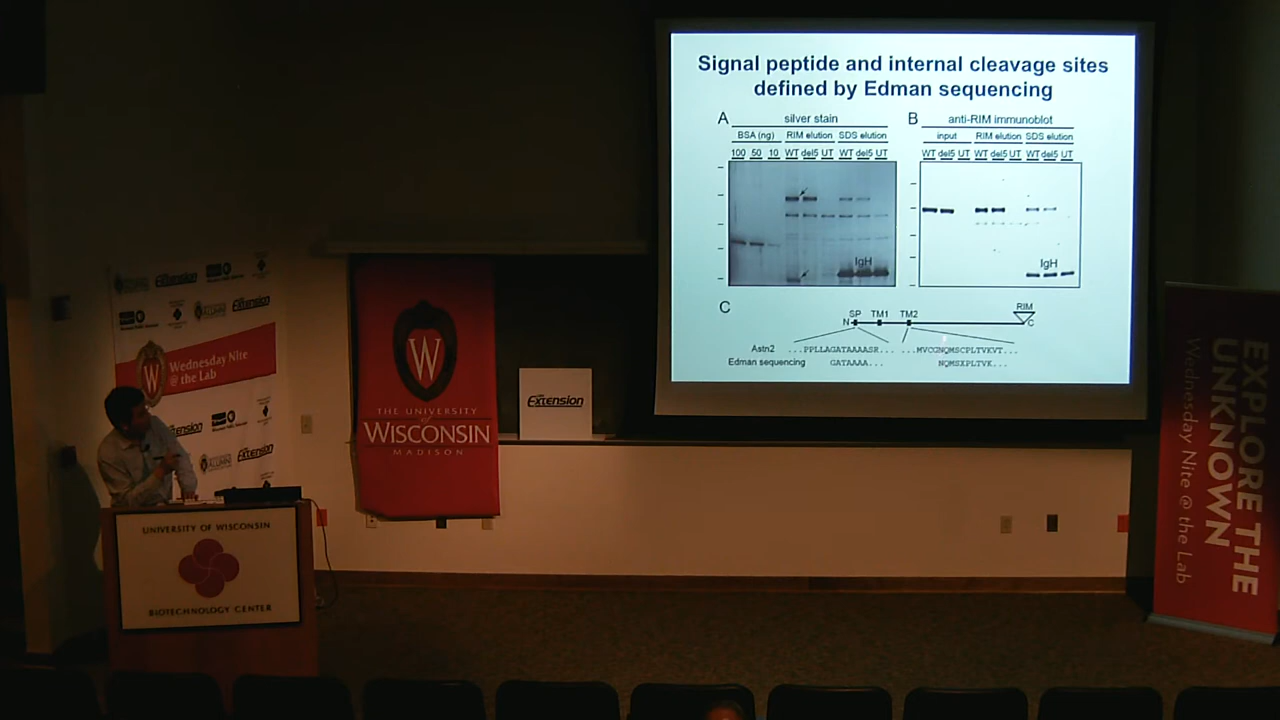 Signal peptide and internal cleavage sites
defined by Edman sequencing
A
silver stain
BSA (ng) RIM elution SDS elution
100 50 10 WT del5 UT WT del5 UT
IgH
B
anti-RIM immunoblot
input RIM elution SDS elution
WT del5 UT WT del5 UT WT del5 UT
IgH
C
RIM
SP TM1 TM2
N C
Astn2 ...PPLLAGATAAAASR... ...MVCGNQMSCPLTVKVT...
Edman sequencing GATAAAA... NQMSXPLTVK...
Extension
Extension
Wednesday Nite
@ the Lab
Extension
Extension
W
THE UNIVERSITY
of
WISCONSIN
MADISON
Extension
UNIVERSITY OF WISCONSIN
BIOTECHNOLOGY CENTER
EXPLORE THE
UNKNOWN
Wednesday Nite @ the Lab